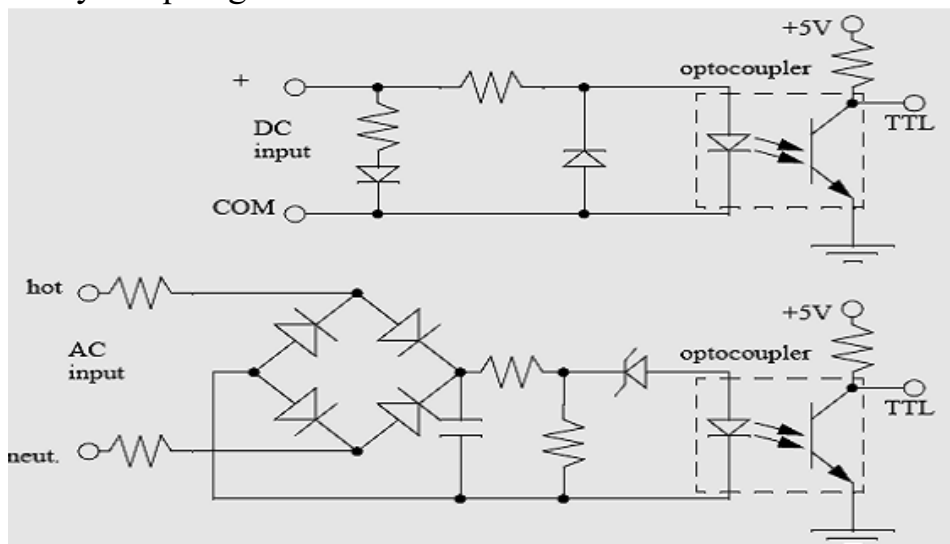 +5V
optocoupler
+
TTL
DC
input
COM
hot
+5V
AC
input
optocoupler
TTL
neut.